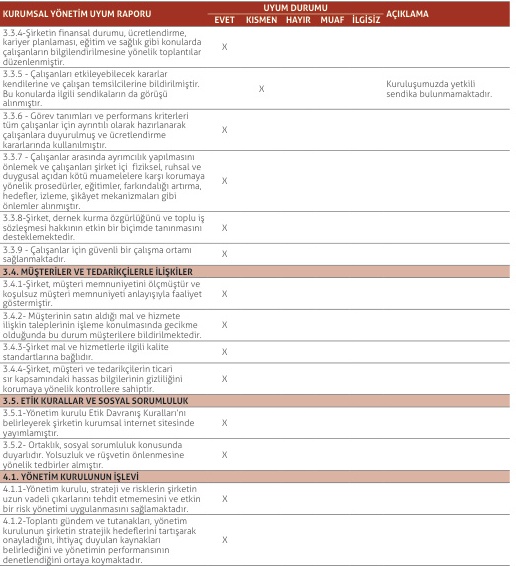 KURUMSAL YÖNETİM UYUM RAPORU
UYUM DURUMU
EVET KISMEN HAYIR MUAF İLGİSİZ
AÇIKLAMA
3.3.4-Şirketin finansal durumu, ücretlendirme,
kariyer planlaması, eğitim ve sağlık gibi konularda
çalışanların bilgilendirilmesine yönelik toplantılar
düzenlenmiştir.
X
3.3.5 - Çalışanları etkileyebilecek kararlar
kendilerine ve çalışan temsilcilerine bildirilmiştir.
Bu konularda ilgili sendikaların da görüşü
alınmıştır.
X
Kuruluşumuzda yetkili
sendika bulunmamaktadır.
3.3.6 - Görev tanımları ve performans kriterleri
tüm çalışanlar için ayrıntılı olarak hazırlanarak
çalışanlara duyurulmuş ve ücretlendirme
kararlarında kullanılmıştır.
X
3.3.7 - Çalışanlar arasında ayrımcılık yapılmasını
önlemek ve çalışanları şirket içi fiziksel, ruhsal ve
duygusal açıdan kötü muamelelere karşı korumaya
yönelik prosedürler, eğitimler, farkındalığı artırma,
hedefler, izleme, şikâyet mekanizmaları gibi
önlemler alınmıştır.
X
3.3.8-Şirket, dernek kurma özgürlüğünü ve toplu iş
sözleşmesi hakkının etkin bir biçimde tanınmasını
desteklemektedir.
X
3.3.9 - Çalışanlar için güvenli bir çalışma ortamı
sağlanmaktadır.
X
3.4. MÜŞTERİLER VE TEDARİKÇİLERLE İLİŞKİLER
3.4.1-Şirket, müşteri memnuniyetini ölçmüştür ve
koşulsuz müşteri memnuniyeti anlayışıyla faaliyet
göstermiştir.
X
3.4.2- Müşterinin satın aldığı mal ve hizmete
ilişkin taleplerinin işleme konulmasında gecikme
olduğunda bu durum müşterilere bildirilmektedir.
X
3.4.3-Şirket mal ve hizmetlerle ilgili kalite
standartlarına bağlıdır.
X
3.4.4-Şirket, müşteri ve tedarikçilerin ticari
sır kapsamındaki hassas bilgilerinin gizliliğini
korumaya yönelik kontrollere sahiptir.
X
3.5. ETİK KURALLAR VE SOSYAL SORUMLULUK
3.5.1-Yönetim kurulu Etik Davranış Kuralları'nı
belirleyerek şirketin kurumsal internet sitesinde
yayımlamıştır.
X
3.5.2- Ortaklık, sosyal sorumluluk konusunda
duyarlıdır. Yolsuzluk ve rüşvetin önlenmesine
yönelik tedbirler almıştır.
X
4.1. YÖNETİM KURULUNUN İŞLEVİ
4.1.1-Yönetim kurulu, strateji ve risklerin şirketin
uzun vadeli çıkarlarını tehdit etmemesini ve etkin
bir risk yönetimi uygulanmasını sağlamaktadır.
X
4.1.2-Toplantı gündem ve tutanakları, yönetim
kurulunun şirketin stratejik hedeflerini tartışarak
onayladığını, ihtiyaç duyulan kaynakları
belirlediğini ve yönetimin performansının
denetlendiğini ortaya koymaktadır.
X